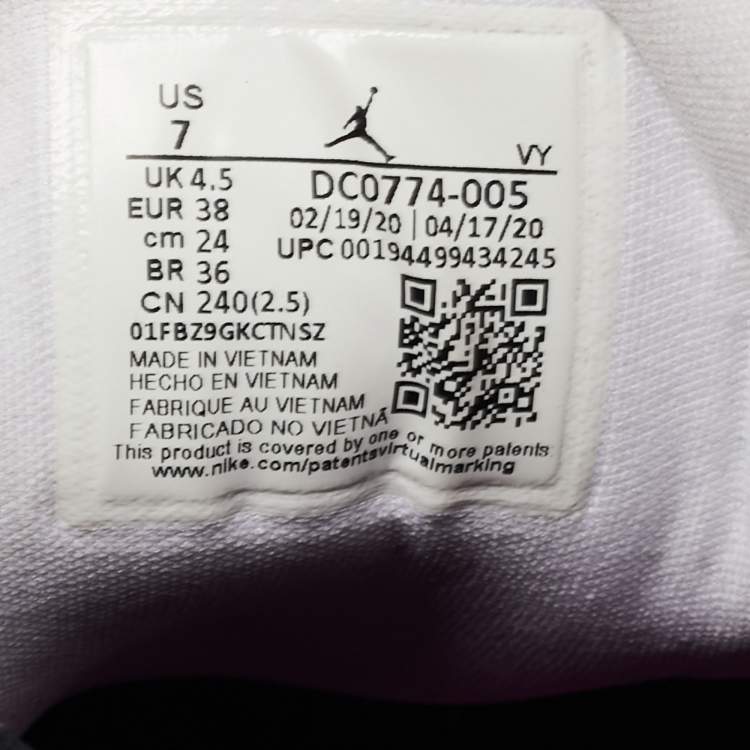 US
7
VY
UK 4.5
EUR 38
cm 24
BR 36
CN 240(2.5)
DC0774-005
02/19/20 | 04/17/20
UPC 00194499434245
01FBZ9GKCTNSZ
MADE IN VIETNAM
HECHO EN VIETNAM
FABRIQUE AU VIETNAM
FABRICADO NO VIETNÃ
This product is covered by one or more patents
www.nike.com/patentsvirtualmarking